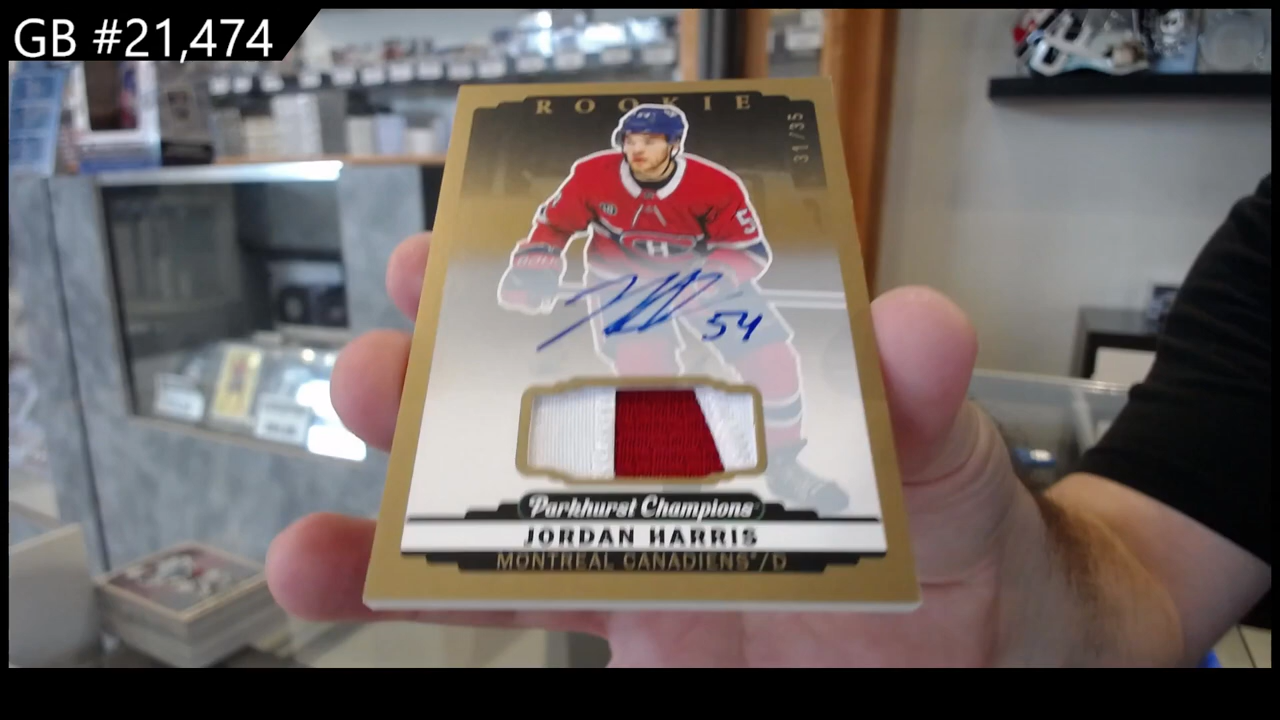 GB #21,474
ROOKIE
31/35
54
Parkhurst Champions
JORDAN HARRIS
MONTREAL CANADIENS®/D